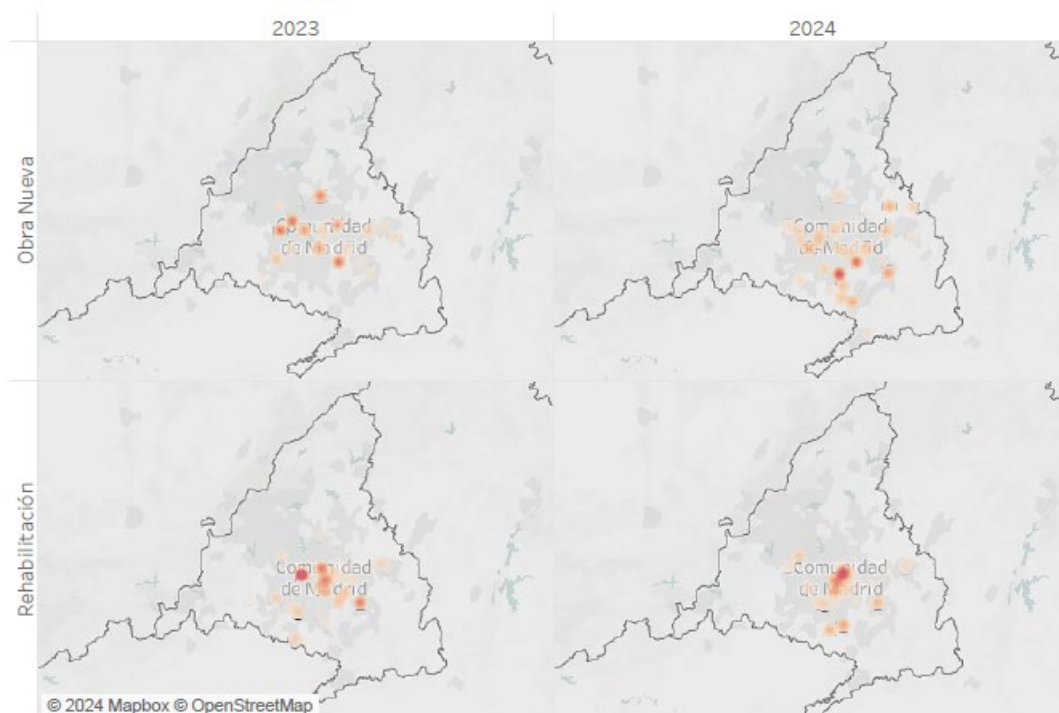 2023
2024
Obra Nueva
Comunidad
de Madrid
Comunidad
de Madrid
Rehabilitación
Comunidad
de Madrid
Comunidad
de Madrid
© 2024 Mapbox © OpenStreetMap